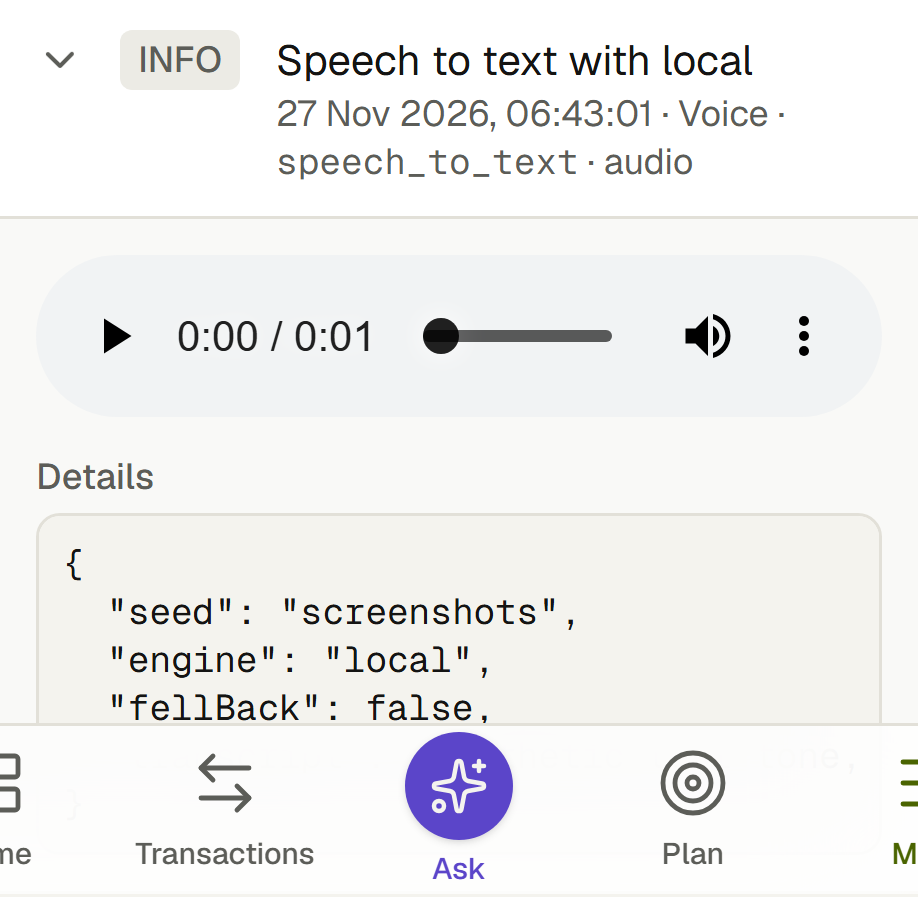 INFO
Speech to text with local
27 Nov 2026, 06:43:01 · Voice ·
speech_to_text · audio
0:00 / 0:01
Details
{
"seed": "screenshots",
"engine": "local",
"fellBack": false,
}
me
Transactions
Ask
Plan
M